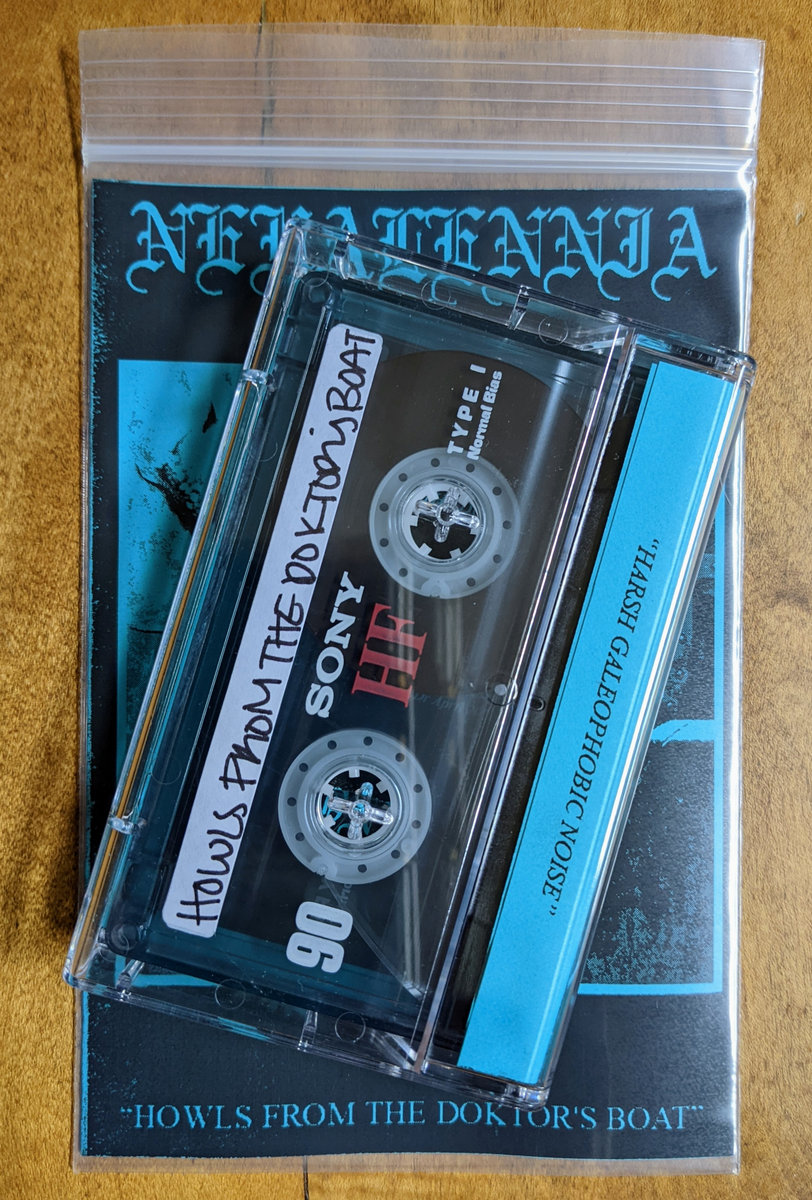 NEHALENNIA
HOWLS FROM THE DOKTOR'S BOAT
TYPE I
Normal Bias
SONY
HF
90
"HARSH GALEOPHOBIC NOISE"
"HOWLS FROM THE DOKTOR'S BOAT"